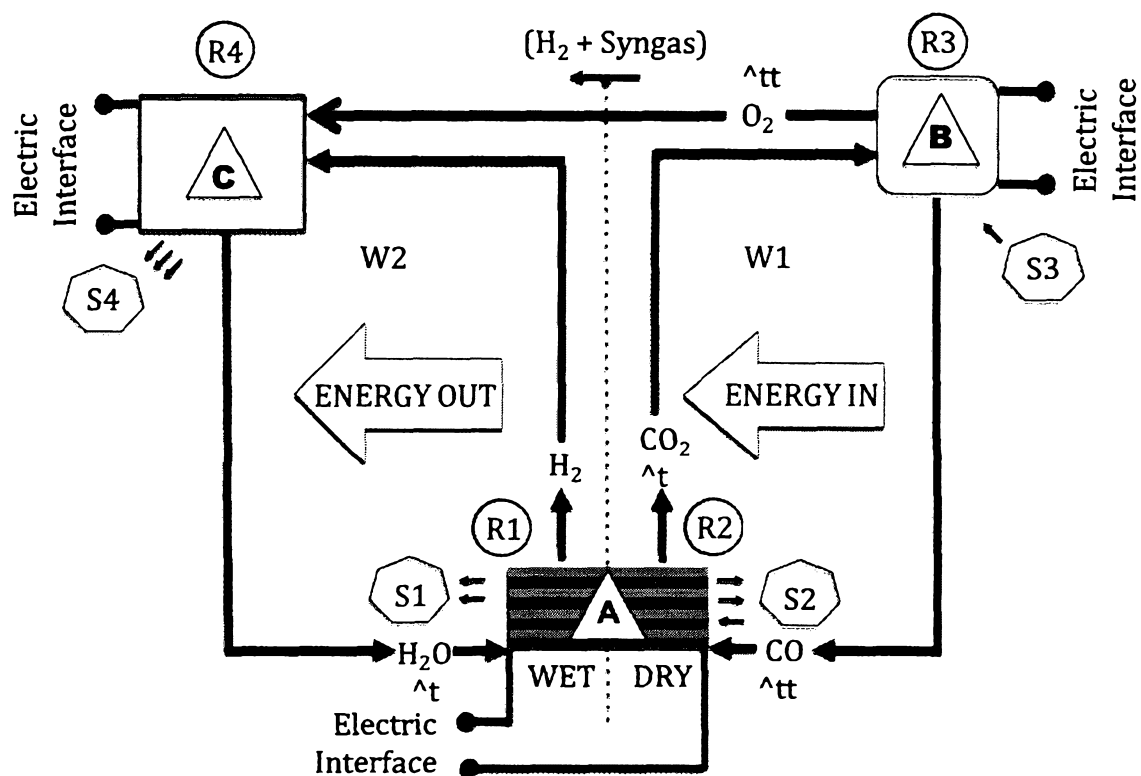 R4
(H₂ + Syngas)
R3
^tt
O₂
Electric
Interface
C
B
Electric
Interface
W2
W1
S4
S3
ENERGY OUT
ENERGY IN
H₂
CO₂
^t
R1
R2
S1
A
S2
H₂O
^t
WET
DRY
CO
^tt
Electric
Interface